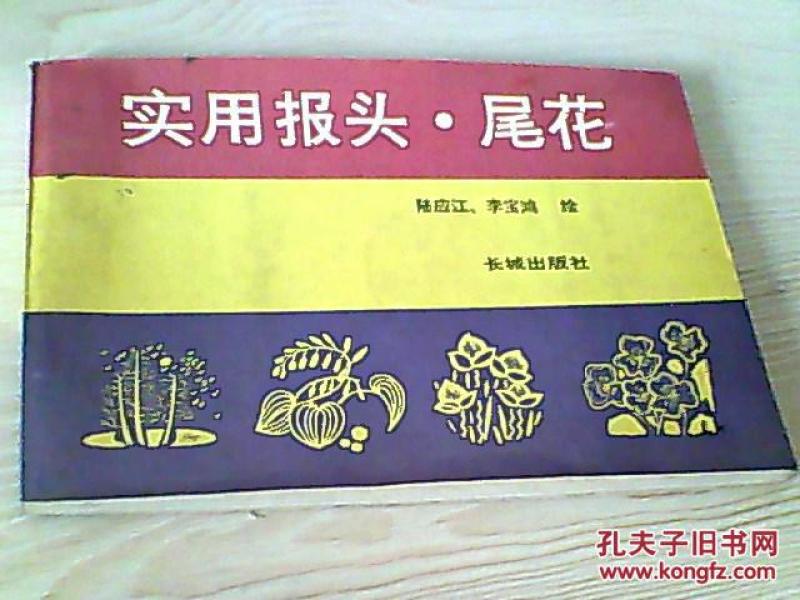 实用报头·尾花
陆应江、李宝鸿 绘
长城出版社
孔夫子旧书网
www.kongfz.com